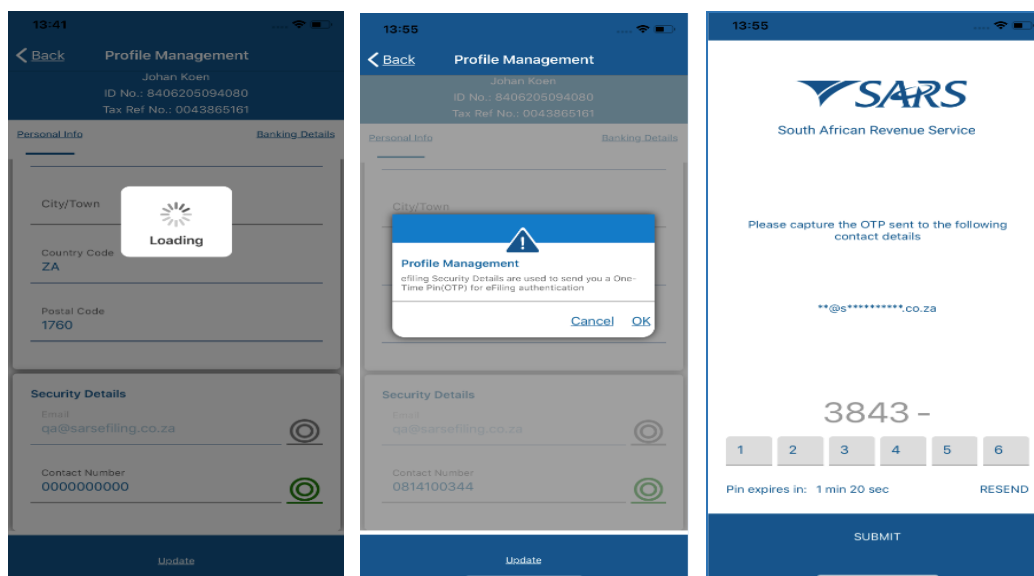 13:41
Back Profile Management
Johan Koen
ID No.: 8406205094080
Tax Ref No.: 0043865161
Personal Info Banking Details
City/Town
Loading
Country Code
ZA
Postal Code
1760
Security Details
Email
qa@sarsefiling.co.za
Contact Number
0000000000
Update
13:55
Back Profile Management
Johan Koen
ID No.: 8406205094080
Tax Ref No.: 0043865161
Personal Info Banking Details
City/Town
Profile Management
efiling Security Details are used to send you a One-
Time Pin(OTP) for eFiling authentication
Cancel OK
Security Details
Email
qa@sarsefiling.co.za
Contact Number
0814100344
Update
13:55
SARS
South African Revenue Service
Please capture the OTP sent to the following
contact details
**@s**********.co.za
3843 -
1 2 3 4 5 6
Pin expires in: 1 min 20 sec RESEND
SUBMIT